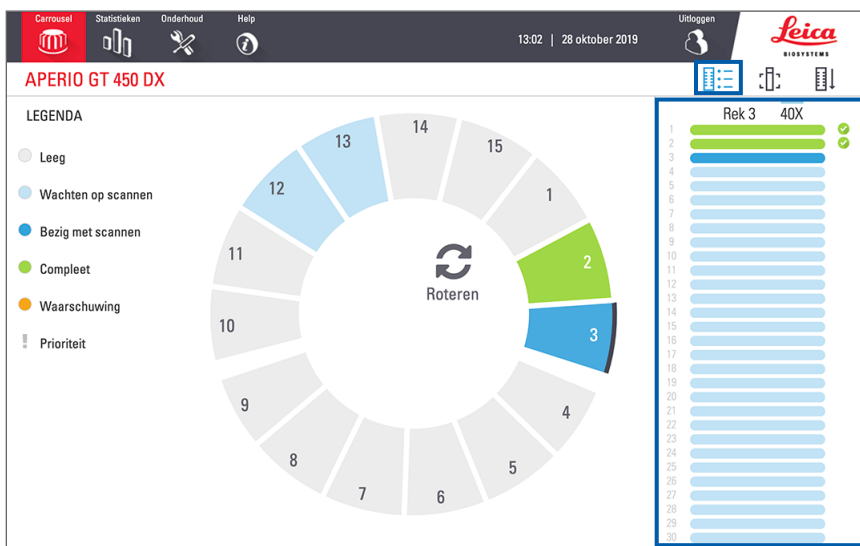 Carrousel
Statistieken
Onderhoud
Help
13:02 | 28 oktober 2019
Uitloggen
Leica
BIOSYSTEMS
APERIO GT 450 DX
LEGENDA
Leeg
Wachten op scannen
Bezig met scannen
Compleet
Waarschuwing
! Prioriteit
14
15
1
2
3
4
5
6
7
8
9
10
11
12
13
Roteren
Rek 3 40X
1
2
3
4
5
6
7
8
9
10
11
12
13
14
15
16
17
18
19
20
21
22
23
24
25
26
27
28
29
30